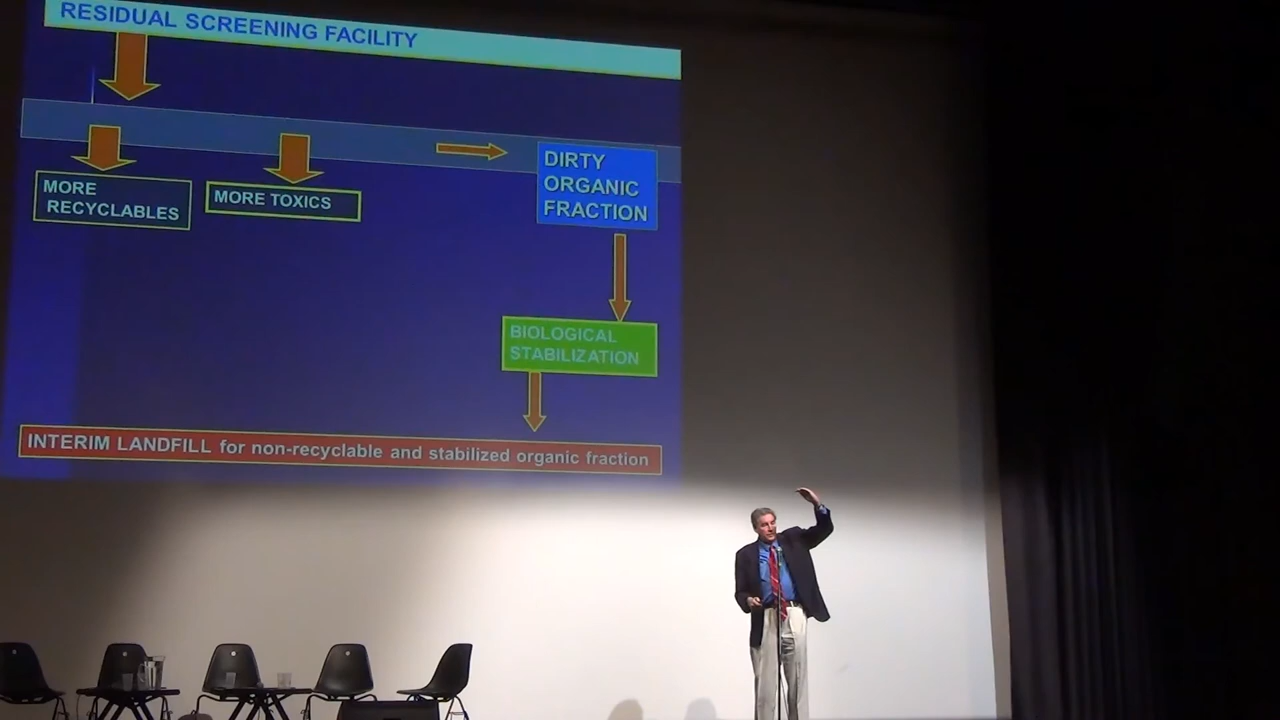 RESIDUAL SCREENING FACILITY
MORE
RECYCLABLES
MORE TOXICS
DIRTY
ORGANIC
FRACTION
BIOLOGICAL
STABILIZATION
INTERIM LANDFILL for non-recyclable and stabilized organic fraction